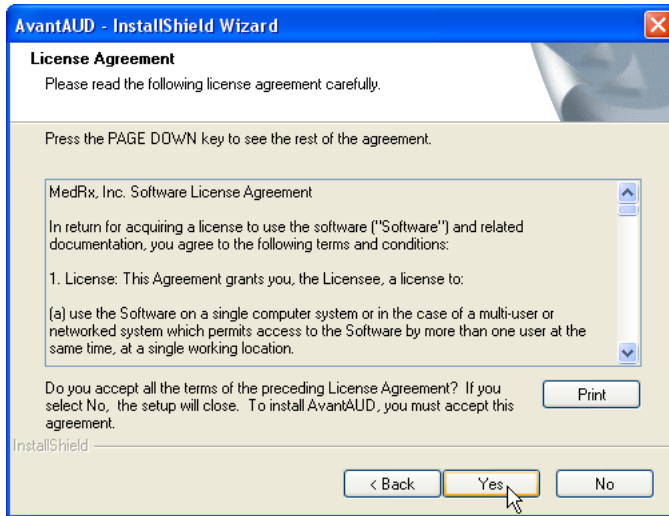 AvantAUD - InstallShield Wizard
License Agreement
Please read the following license agreement carefully.
Press the PAGE DOWN key to see the rest of the agreement.
MedRx, Inc. Software License Agreement
In return for acquiring a license to use the software ("Software") and related
documentation, you agree to the following terms and conditions:
1. License: This Agreement grants you, the Licensee, a license to:
(a) use the Software on a single computer system or in the case of a multi-user or
networked system which permits access to the Software by more than one user at the
same time, at a single working location.
Do you accept all the terms of the preceding License Agreement? If you
select No, the setup will close. To install AvantAUD, you must accept this
agreement.
Print
InstallShield
< Back
Yes
No